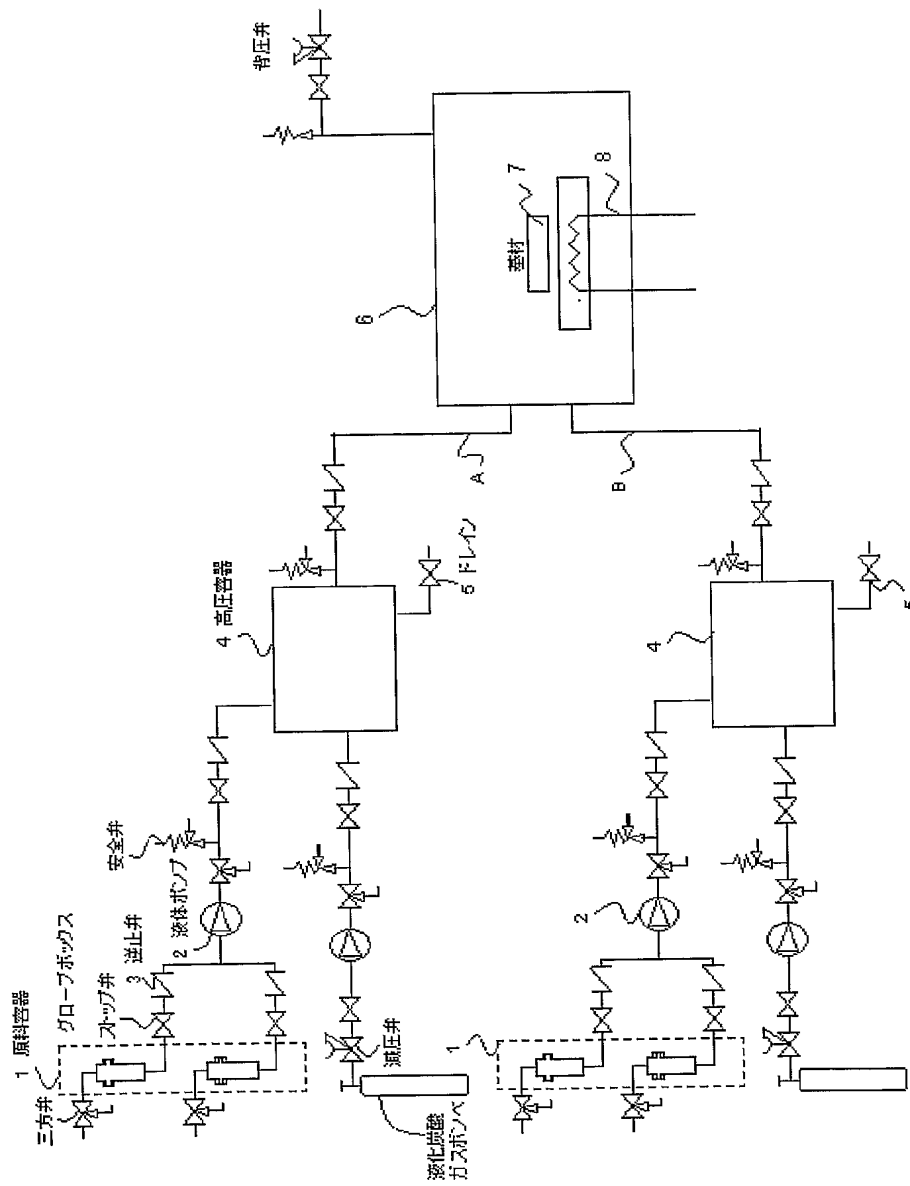 1 原料容器
グローブボックス
三方弁
ストップ弁
3 逆止弁
2 液体ポンプ
安全弁
4 高圧容器
5 ドレイン
減圧弁
液化炭酸
ガスボンベ
A
B
6
基材
7
8
背圧弁
1
2
4
5